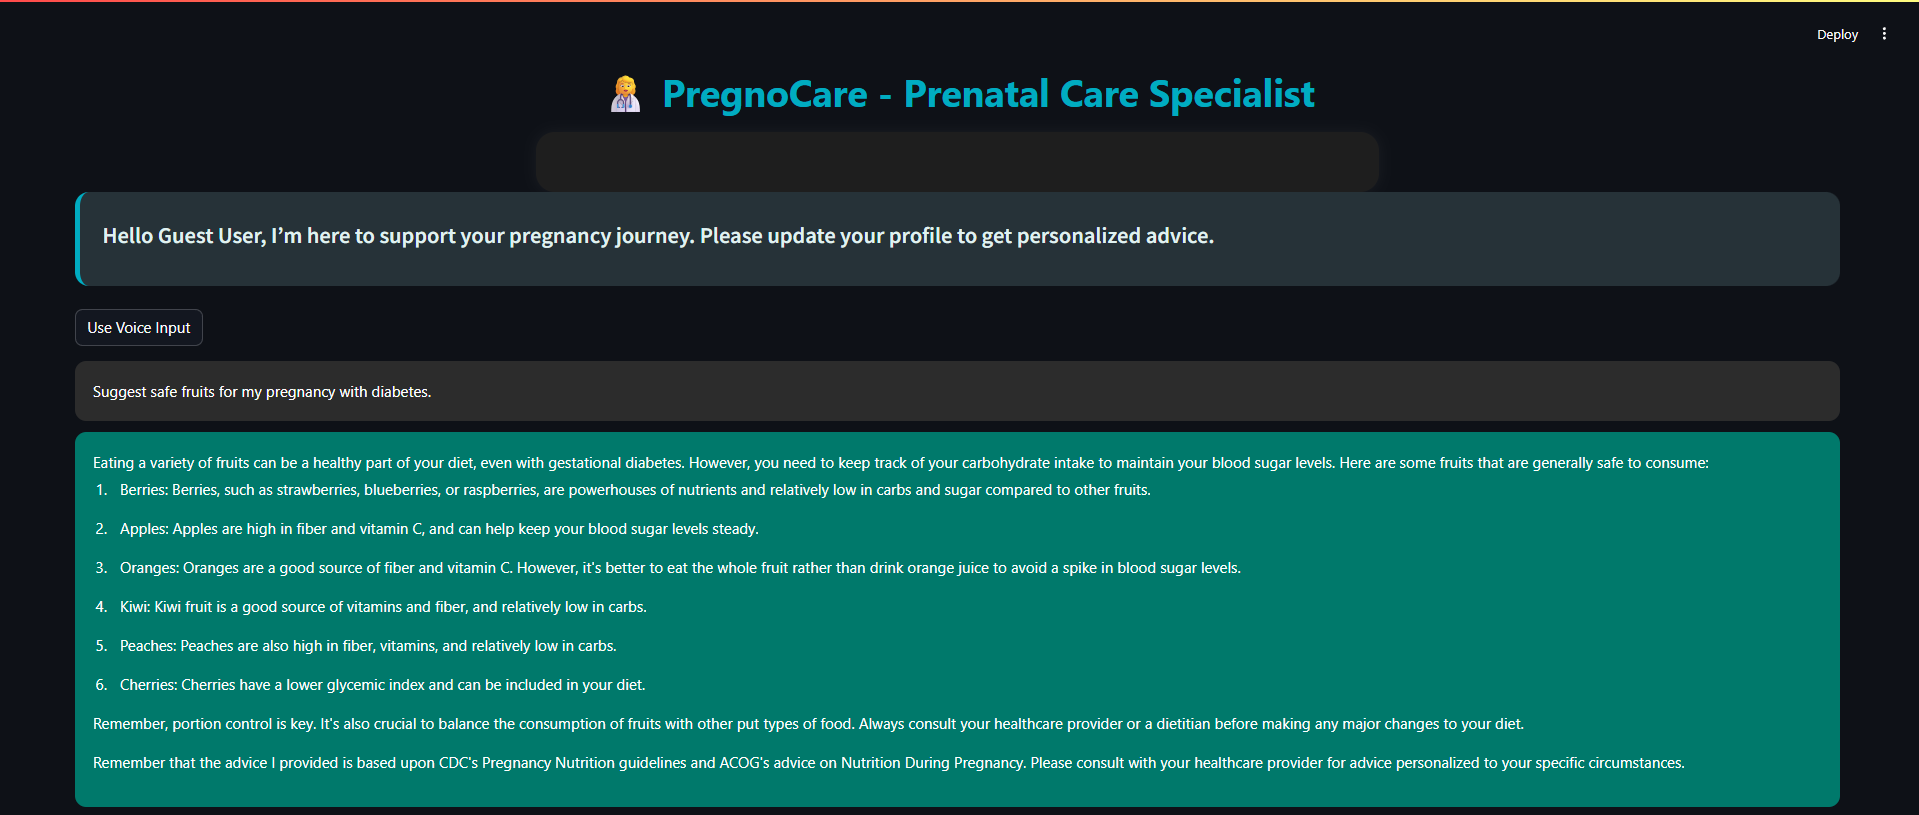 Deploy
PregnoCare - Prenatal Care Specialist
Hello Guest User, I’m here to support your pregnancy journey. Please update your profile to get personalized advice.
Use Voice Input
Suggest safe fruits for my pregnancy with diabetes.
Eating a variety of fruits can be a healthy part of your diet, even with gestational diabetes. However, you need to keep track of your carbohydrate intake to maintain your blood sugar levels. Here are some fruits that are generally safe to consume:
1. Berries: Berries, such as strawberries, blueberries, or raspberries, are powerhouses of nutrients and relatively low in carbs and sugar compared to other fruits.
2. Apples: Apples are high in fiber and vitamin C, and can help keep your blood sugar levels steady.
3. Oranges: Oranges are a good source of fiber and vitamin C. However, it's better to eat the whole fruit rather than drink orange juice to avoid a spike in blood sugar levels.
4. Kiwi: Kiwi fruit is a good source of vitamins and fiber, and relatively low in carbs.
5. Peaches: Peaches are also high in fiber, vitamins, and relatively low in carbs.
6. Cherries: Cherries have a lower glycemic index and can be included in your diet.
Remember, portion control is key. It's also crucial to balance the consumption of fruits with other put types of food. Always consult your healthcare provider or a dietitian before making any major changes to your diet.
Remember that the advice I provided is based upon CDC's Pregnancy Nutrition guidelines and ACOG's advice on Nutrition During Pregnancy. Please consult with your healthcare provider for advice personalized to your specific circumstances.